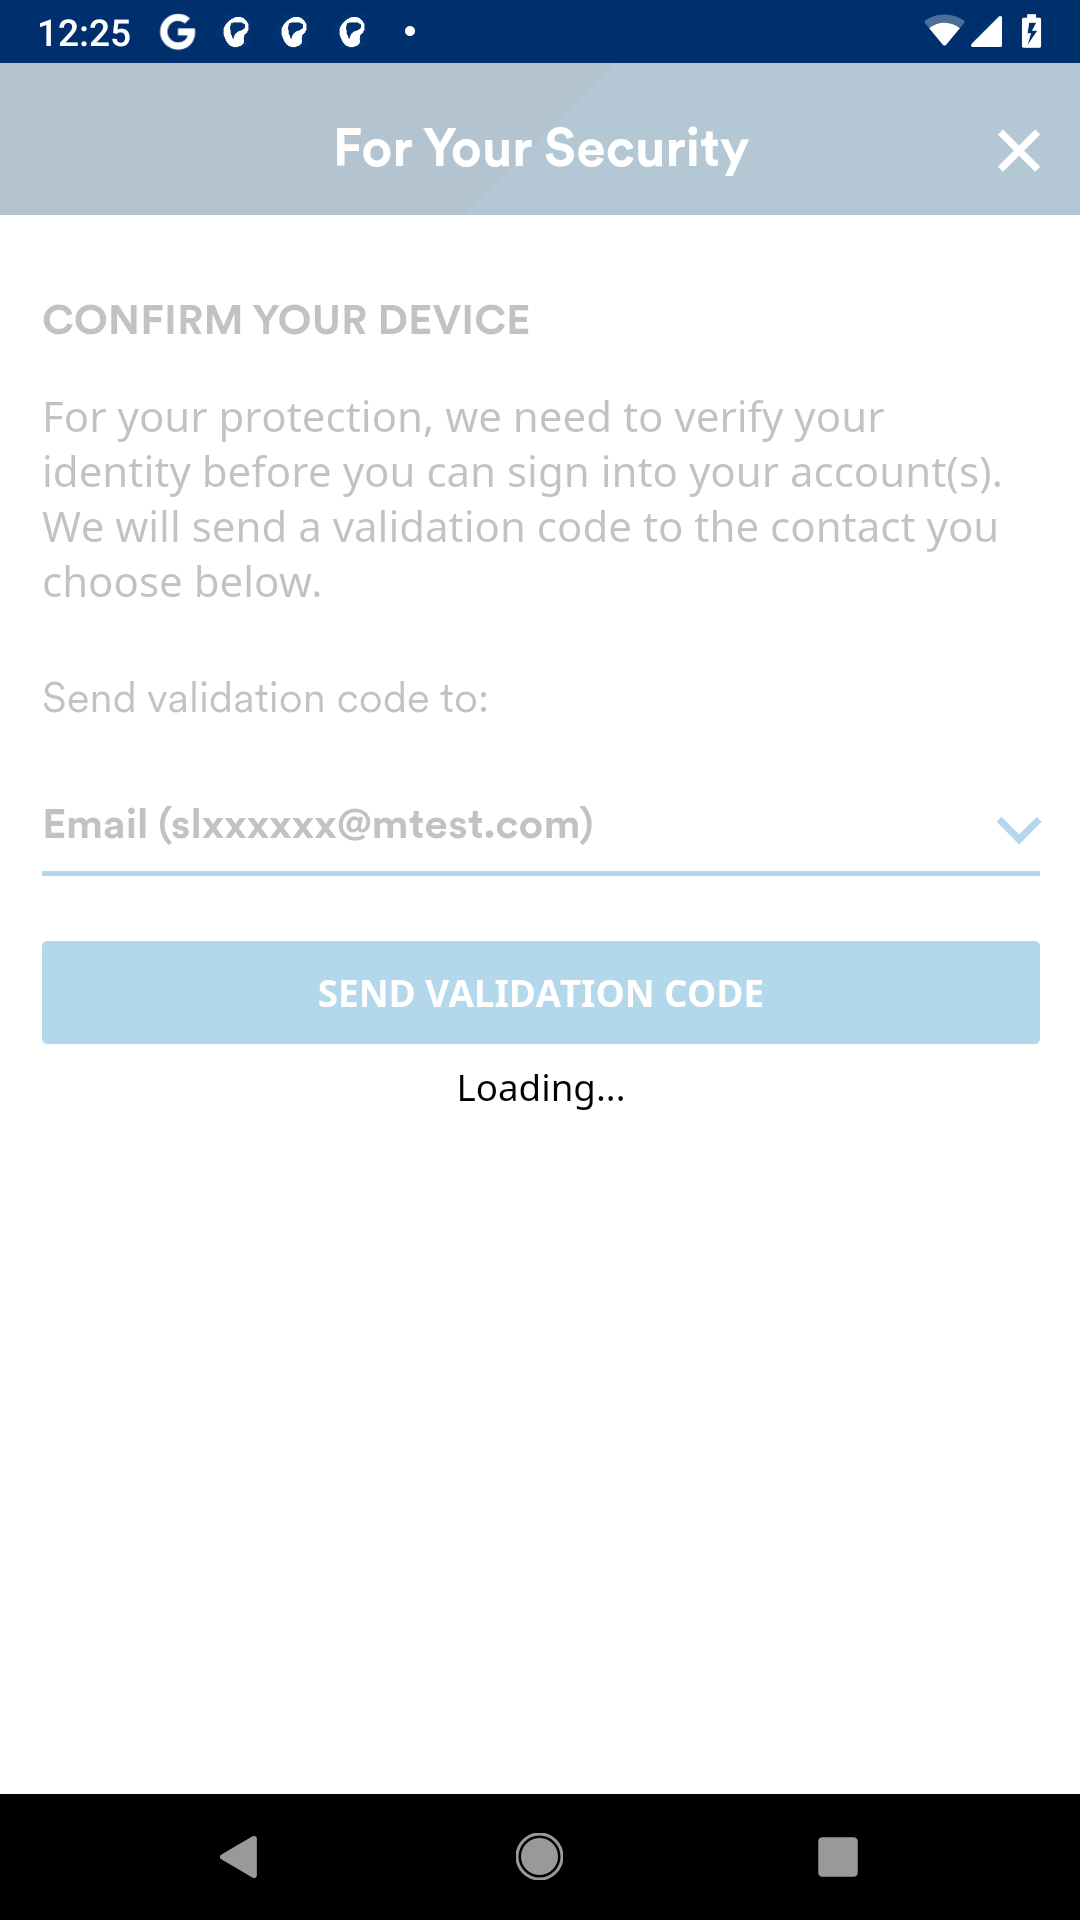 12:25
For Your Security
CONFIRM YOUR DEVICE
For your protection, we need to verify your
identity before you can sign into your account(s).
We will send a validation code to the contact you
choose below.
Send validation code to:
Email (slxxxxxx@mtest.com)
SEND VALIDATION CODE
Loading...